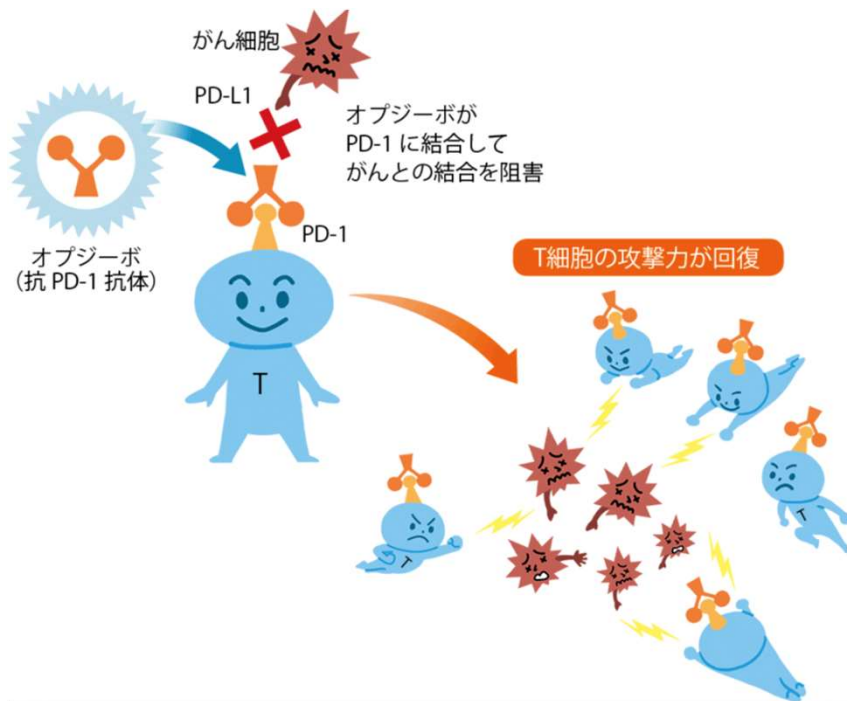 がん細胞
PD-L1
オプジーボが
PD-1 に結合して
がんとの結合を阻害
オプジーボ
（抗 PD-1 抗体）
PD-1
T細胞の攻撃力が回復
T
T
T